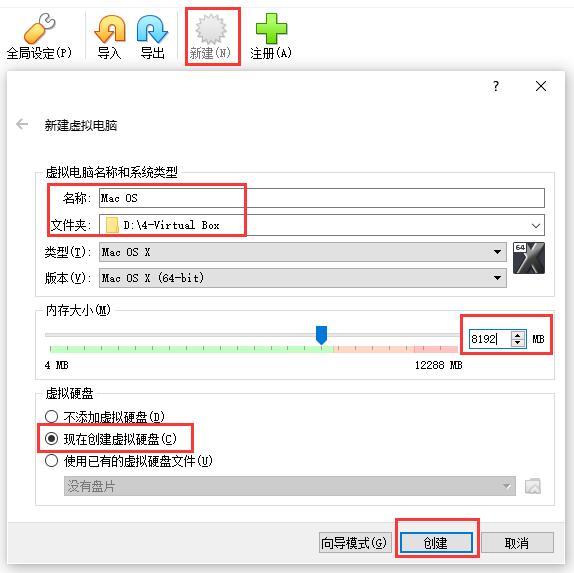 全局设定(P) 导入 导出 新建(N) 注册(A)
?
新建虚拟电脑
虚拟电脑名称和系统类型
名称: Mac OS
文件夹: D:\4-Virtual Box
类型(T): Mac OS X
64
版本(V): Mac OS X (64-bit)
内存大小(M)
8192 MB
4 MB 12288 MB
虚拟硬盘
不添加虚拟硬盘(D)
现在创建虚拟硬盘(C)
使用已有的虚拟硬盘文件(U)
没有盘片
向导模式(G) 创建 取消